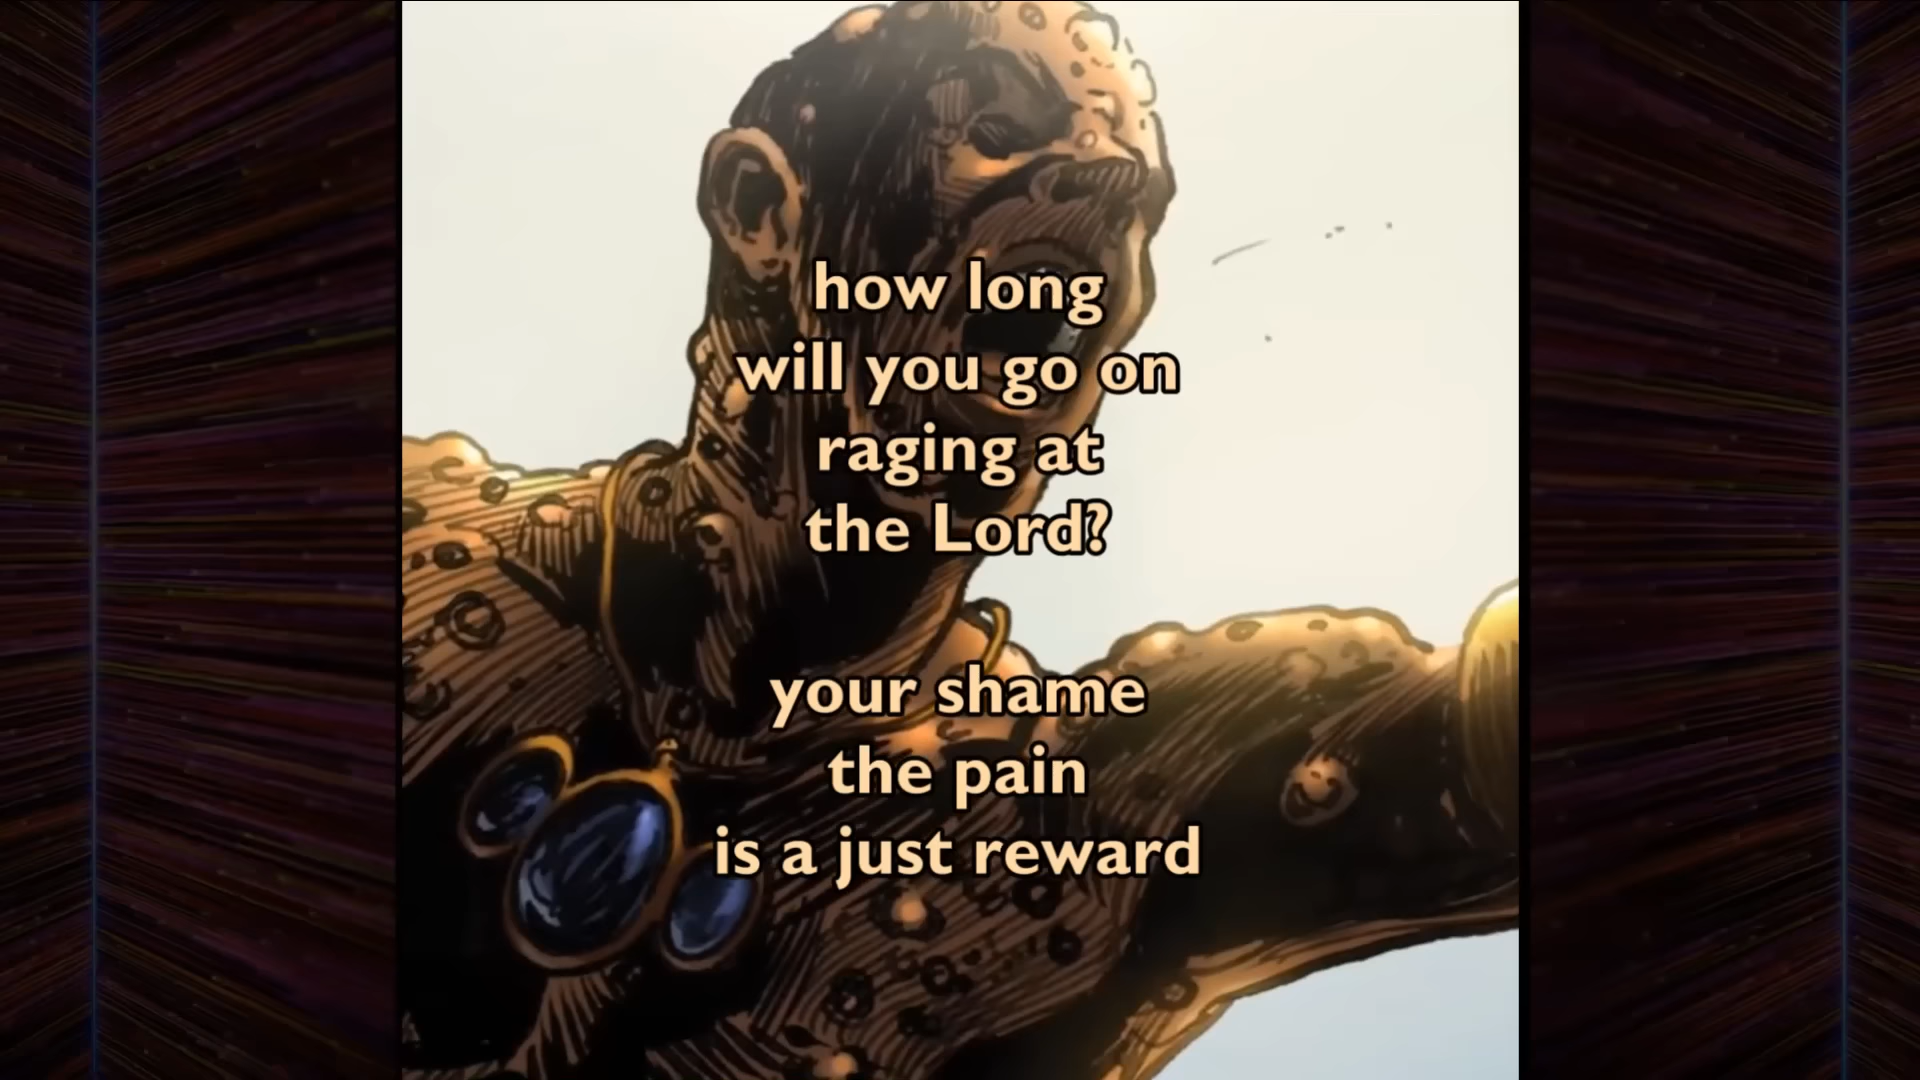 how long
will you go on
raging at
the Lord?
your shame
the pain
is a just reward